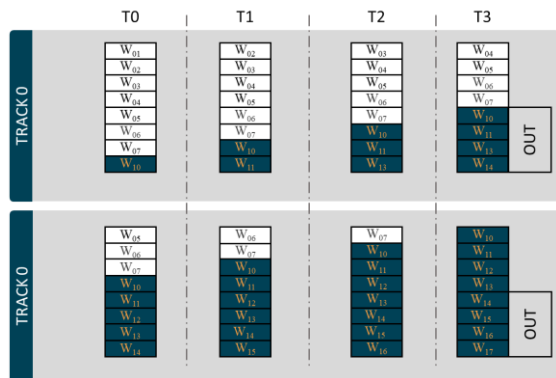 T0 T1 T2 T3
TRACK 0
W01 W02 W03 W04
W02 W03 W04 W05
W03 W04 W05 W06
W04 W05 W06 W07
W05 W06 W07 W10
W06 W07 W10 W11
W07 W10 W11 W13
W10 W11 W13 W14
OUT
TRACK 0
W05 W06 W07 W10
W06 W07 W10 W11
W07 W10 W11 W12
W10 W11 W12 W13
W11 W12 W13 W14
W12 W13 W14 W15
W13 W14 W15 W16
W14 W15 W16 W17
OUT